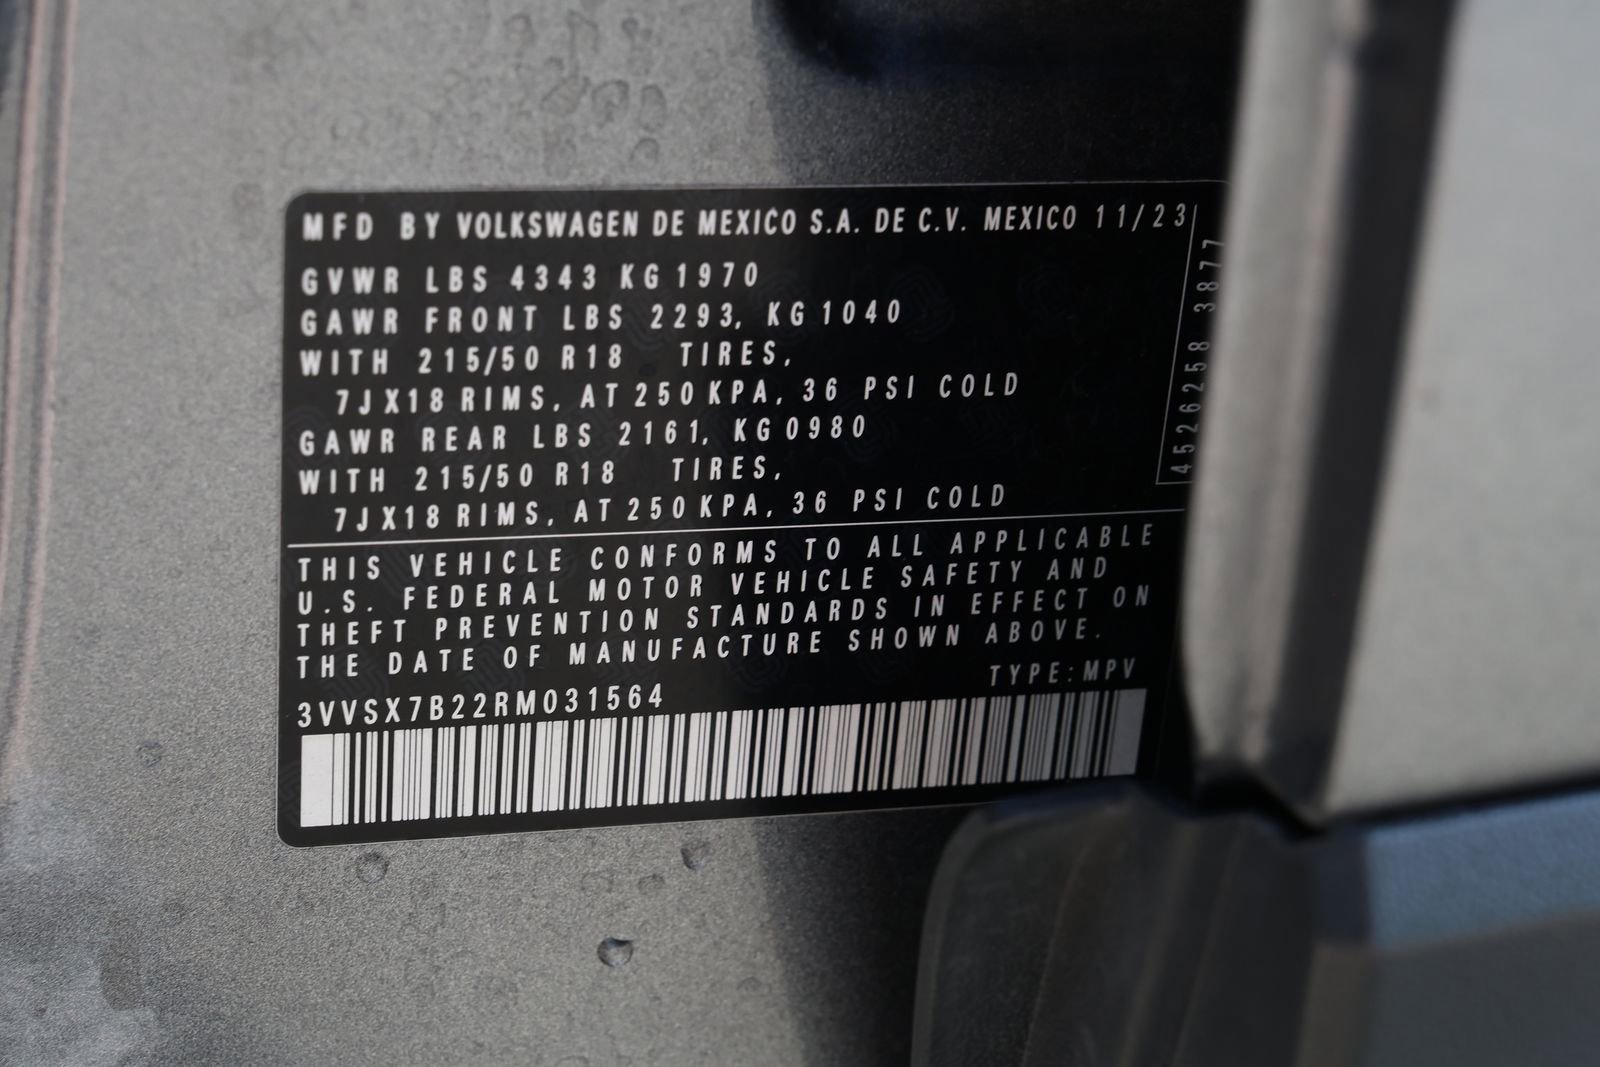 MFD BY VOLKSWAGEN DE MEXICO S.A. DE C.V. MEXICO 11/23
GVWR LBS 4343 KG 1970
GAWR FRONT LBS 2293, KG 1040
WITH 215/50 R18 TIRES,
7JX18 RIMS, AT 250 KPA, 36 PSI COLD
GAWR REAR LBS 2161, KG 0980
WITH 215/50 R18 TIRES,
7JX18 RIMS, AT 250 KPA, 36 PSI COLD
THIS VEHICLE CONFORMS TO ALL APPLICABLE
U.S. FEDERAL MOTOR VEHICLE SAFETY AND
THEFT PREVENTION STANDARDS IN EFFECT ON
THE DATE OF MANUFACTURE SHOWN ABOVE.
TYPE:MPV
3VVSX7B22RM031564
4526258 3877